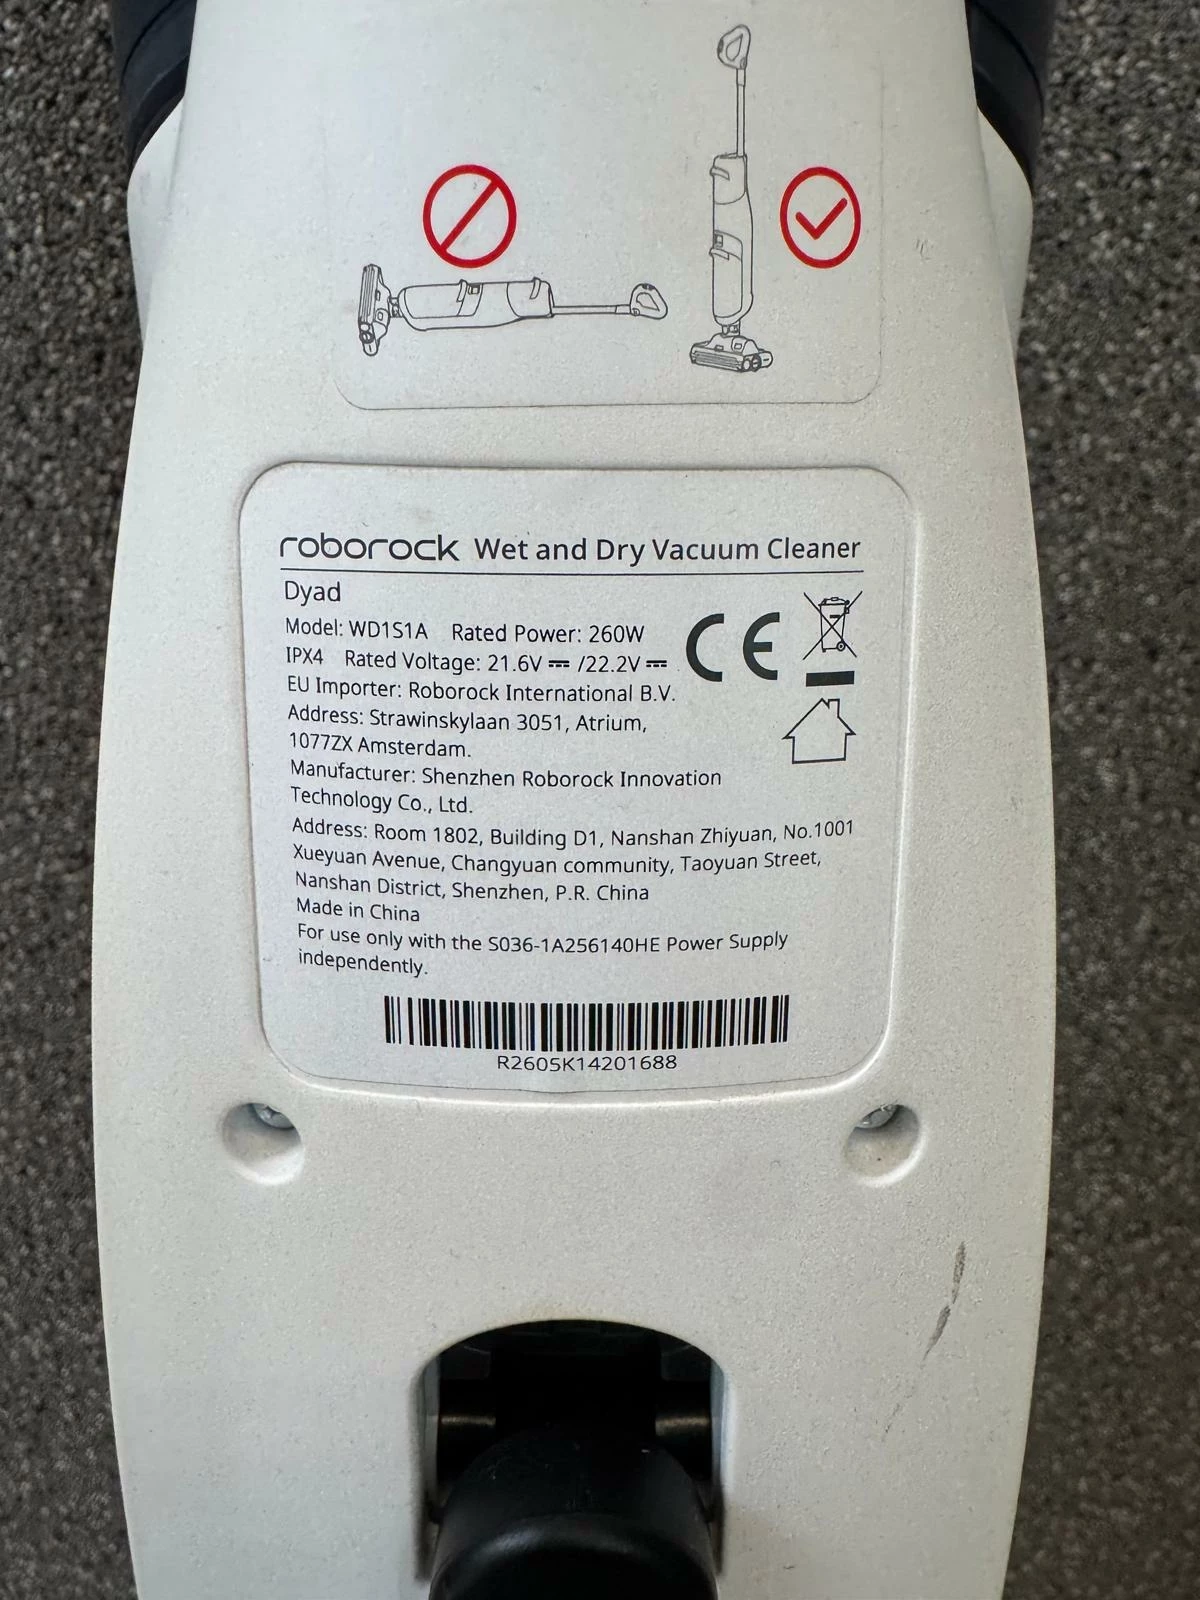 roborock Wet and Dry Vacuum Cleaner
Dyad
Model: WD1S1A Rated Power: 260W
IPX4 Rated Voltage: 21.6V ⎓ /22.2V ⎓
CE
EU Importer: Roborock International B.V.
Address: Strawinskylaan 3051, Atrium,
1077ZX Amsterdam.
Manufacturer: Shenzhen Roborock Innovation
Technology Co., Ltd.
Address: Room 1802, Building D1, Nanshan Zhiyuan, No.1001
Xueyuan Avenue, Changyuan community, Taoyuan Street,
Nanshan District, Shenzhen, P.R. China
Made in China
For use only with the S036-1A256140HE Power Supply
independently.
R2605K14201688